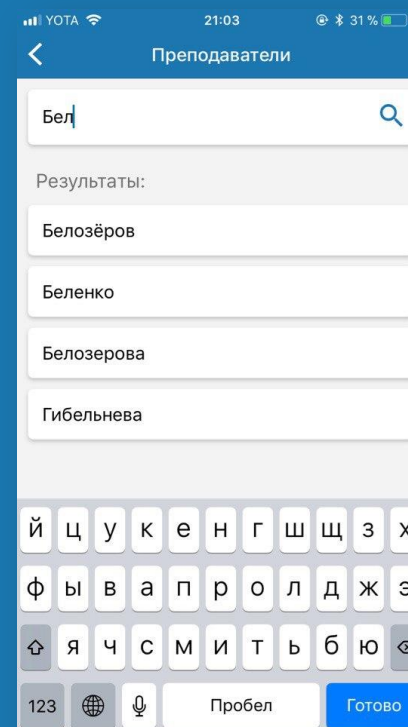 YOTA 21:03 31 %
Преподаватели
Бел
Результаты:
Белозёров
Беленко
Белозерова
Гибельнева
й ц у к е н г ш щ з х
ф ы в а п р о л д ж э
я ч с м и т ь б ю
123 Пробел Готово